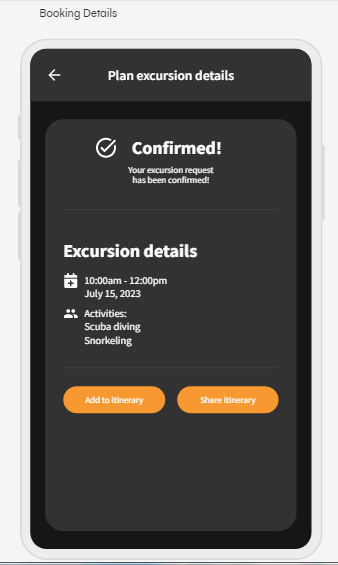 Booking Details
Plan excursion details
Confirmed!
Your excursion request
has been confirmed!
Excursion details
10:00am - 12:00pm
July 15, 2023
Activities:
Scuba diving
Snorkeling
Add to itinerary
Share itinerary